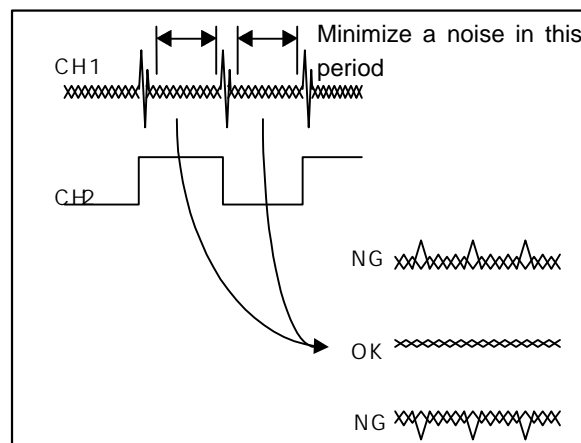 Minimize a noise in this
period
CH1
CH2
NG
OK
NG